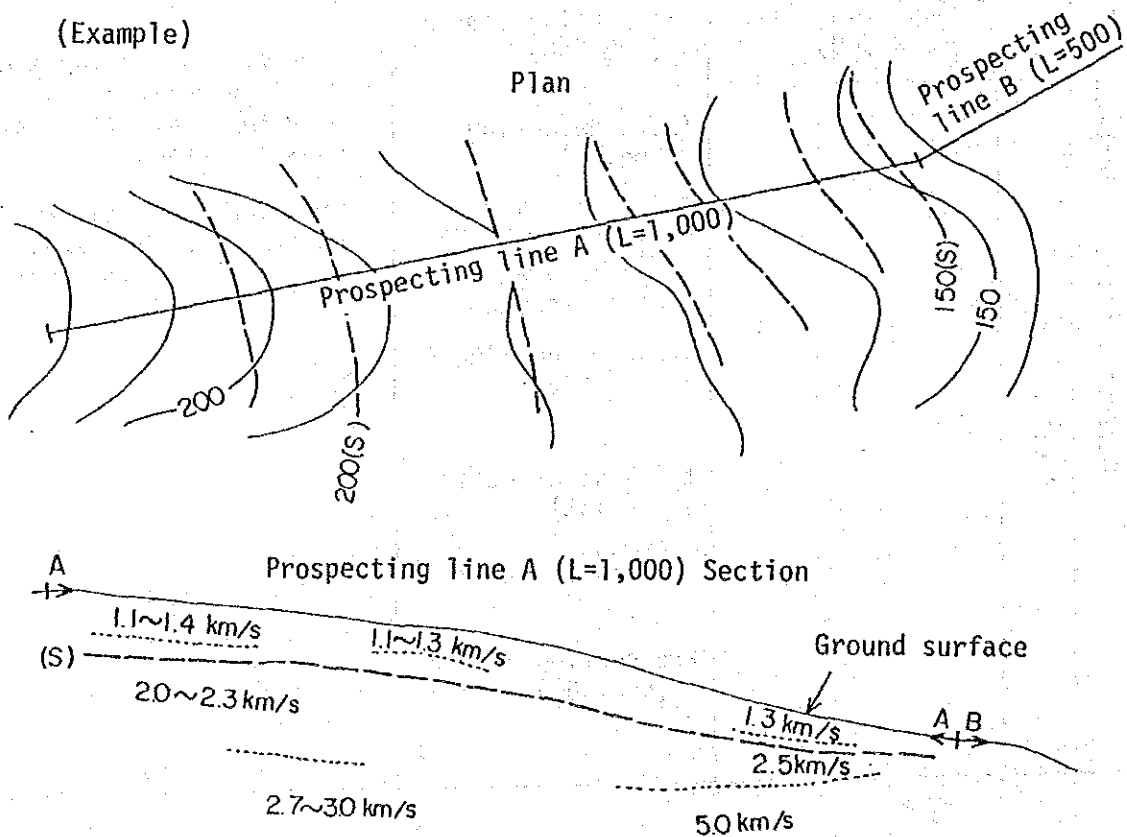 (Example)
Plan
Prospecting
line B (L=500)
Prospecting line A (L=1,000)
200
200(S)
150(S)
150
Prospecting line A (L=1,000) Section
A
1.1~1.4 km/s
1.1~1.3 km/s
Ground surface
(S)
2.0~2.3 km/s
1.3 km/s
A B
2.5km/s
2.7~3.0 km/s
5.0 km/s